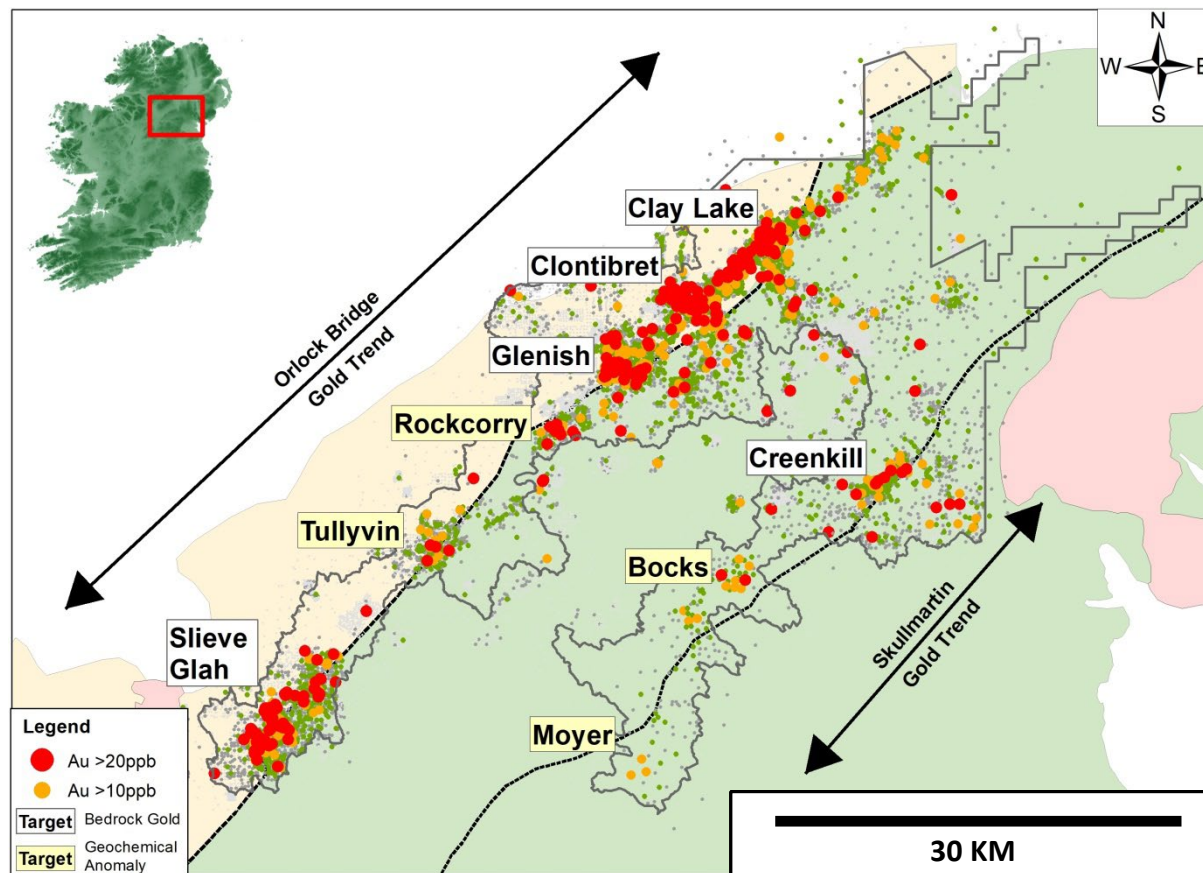 N
W
E
S
Clay Lake
Clontibret
Orlock Bridge
Gold Trend
Glenish
Rockcorry
Creenkill
Tullyvin
Bocks
Slieve
Glah
Skullmartin
Gold Trend
Moyer
Legend
Au >20ppb
Au >10ppb
Target Bedrock Gold
Target Geochemical
Anomaly
30 KM